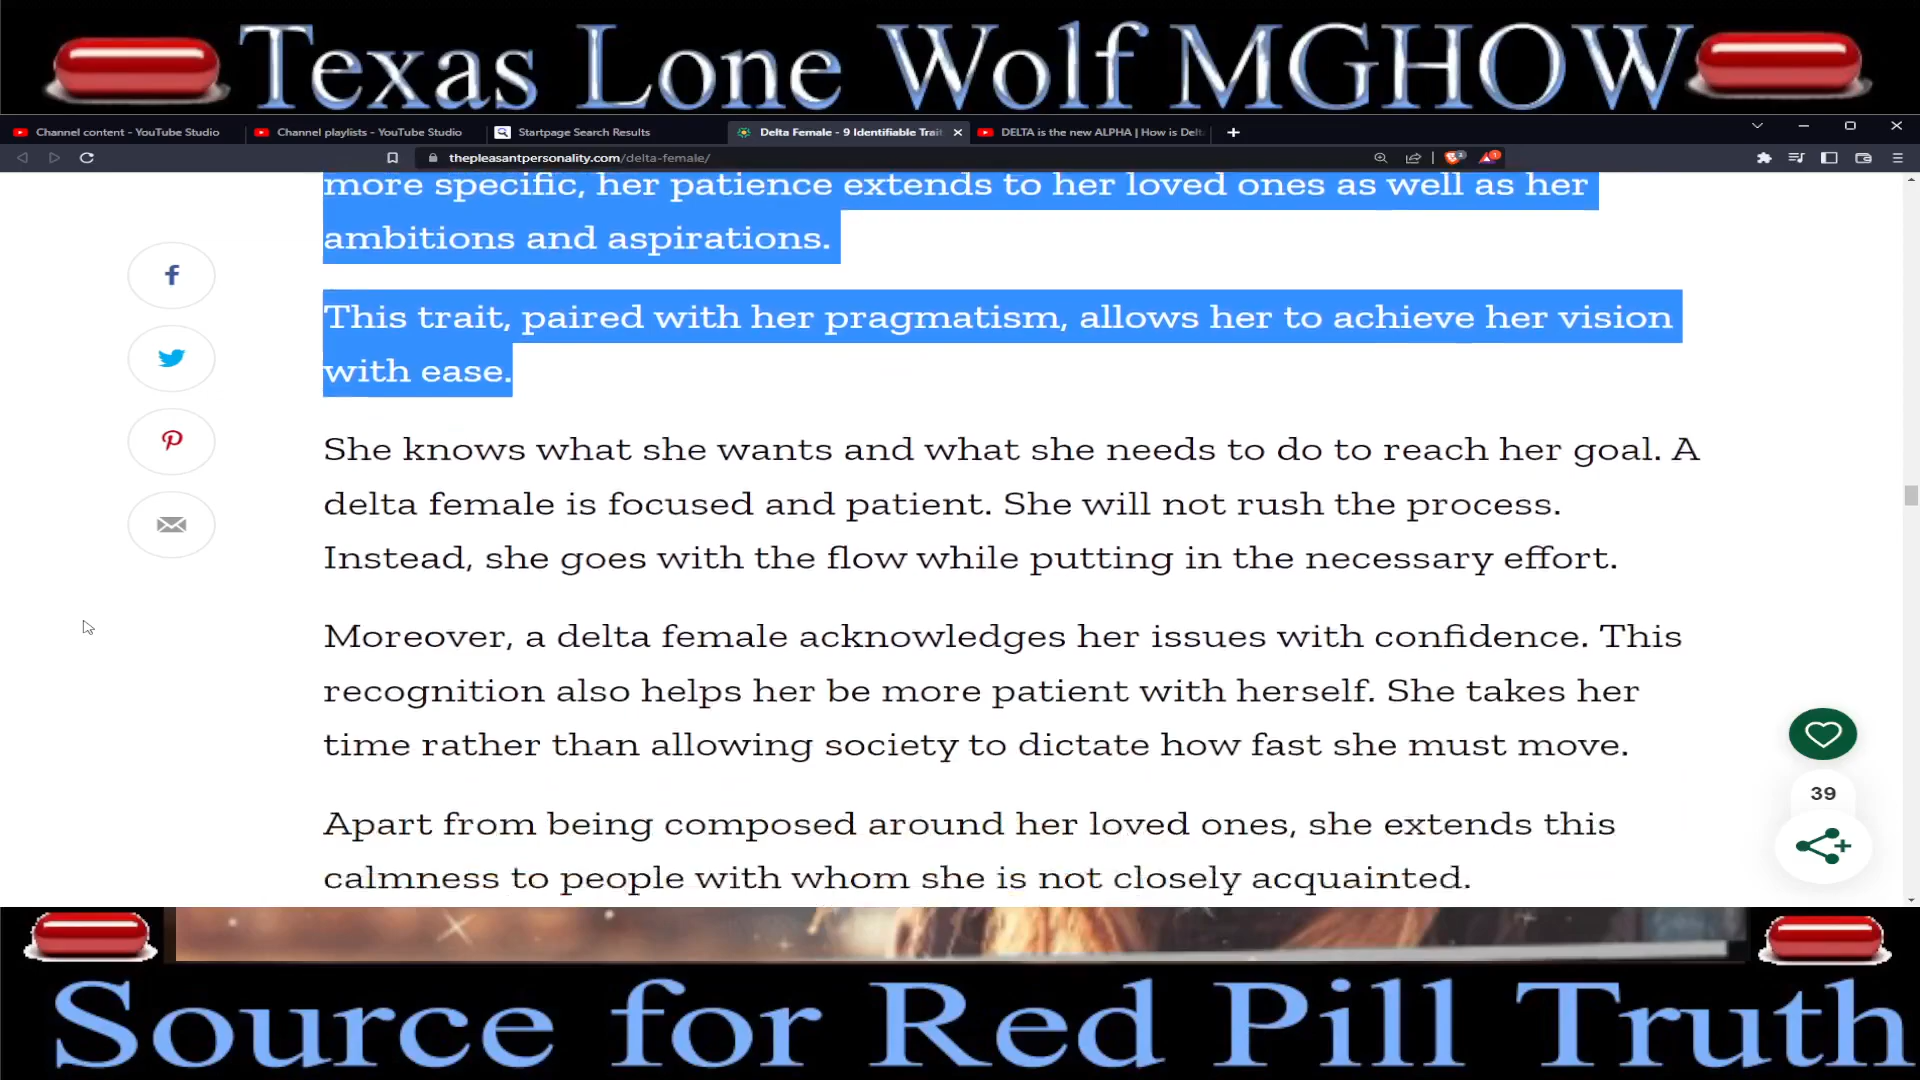 Texas Lone Wolf MGHOW
Channel content - YouTube Studio
Channel playlists - YouTube Studio
Startpage Search Results
Delta Female - 9 Identifiable Trai
DELTA is the new ALPHA | How is Delt
thepleasantpersonality.com/delta-female/
more specific, her patience extends to her loved ones as well as her
ambitions and aspirations.
This trait, paired with her pragmatism, allows her to achieve her vision
with ease.
She knows what she wants and what she needs to do to reach her goal. A
delta female is focused and patient. She will not rush the process.
Instead, she goes with the flow while putting in the necessary effort.
Moreover, a delta female acknowledges her issues with confidence. This
recognition also helps her be more patient with herself. She takes her
time rather than allowing society to dictate how fast she must move.
39
Apart from being composed around her loved ones, she extends this
calmness to people with whom she is not closely acquainted.
Source for Red Pill Truth